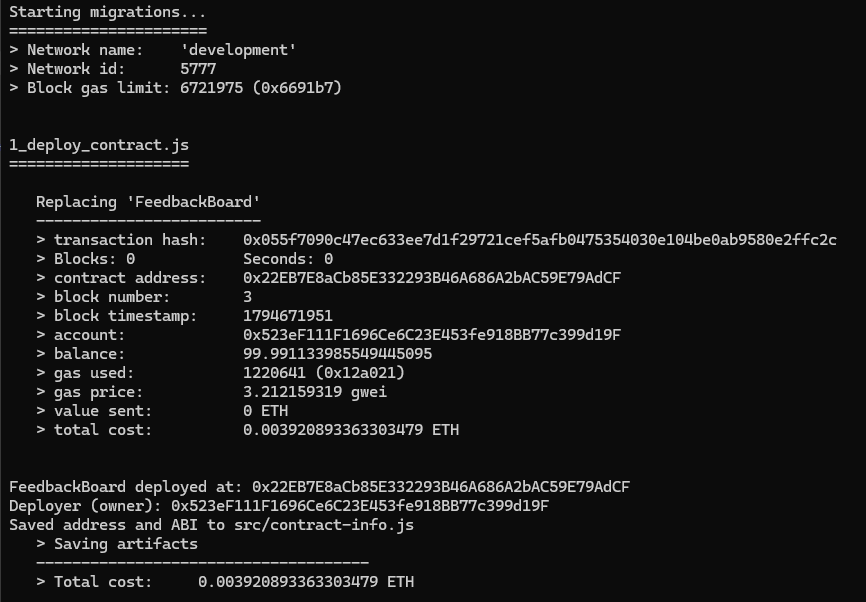 Starting migrations...
======================
> Network name:    'development'
> Network id:      5777
> Block gas limit: 6721975 (0x6691b7)
1_deploy_contract.js
====================
Replacing 'FeedbackBoard'
-------------------------
> transaction hash:    0x055f7090c47ec633ee7d1f29721cef5afb0475354030e104be0ab9580e2ffc2c
> Blocks: 0            Seconds: 0
> contract address:    0x22EB7E8aCb85E332293B46A686A2bAC59E79AdCF
> block number:        3
> block timestamp:     1794671951
> account:             0x523eF111F1696Ce6C23E453fe918BB77c399d19F
> balance:             99.991133985549445095
> gas used:            1220641 (0x12a021)
> gas price:           3.212159319 gwei
> value sent:          0 ETH
> total cost:          0.003920893363303479 ETH
FeedbackBoard deployed at: 0x22EB7E8aCb85E332293B46A686A2bAC59E79AdCF
Deployer (owner): 0x523eF111F1696Ce6C23E453fe918BB77c399d19F
Saved address and ABI to src/contract-info.js
> Saving artifacts
-------------------------------------
> Total cost:     0.003920893363303479 ETH